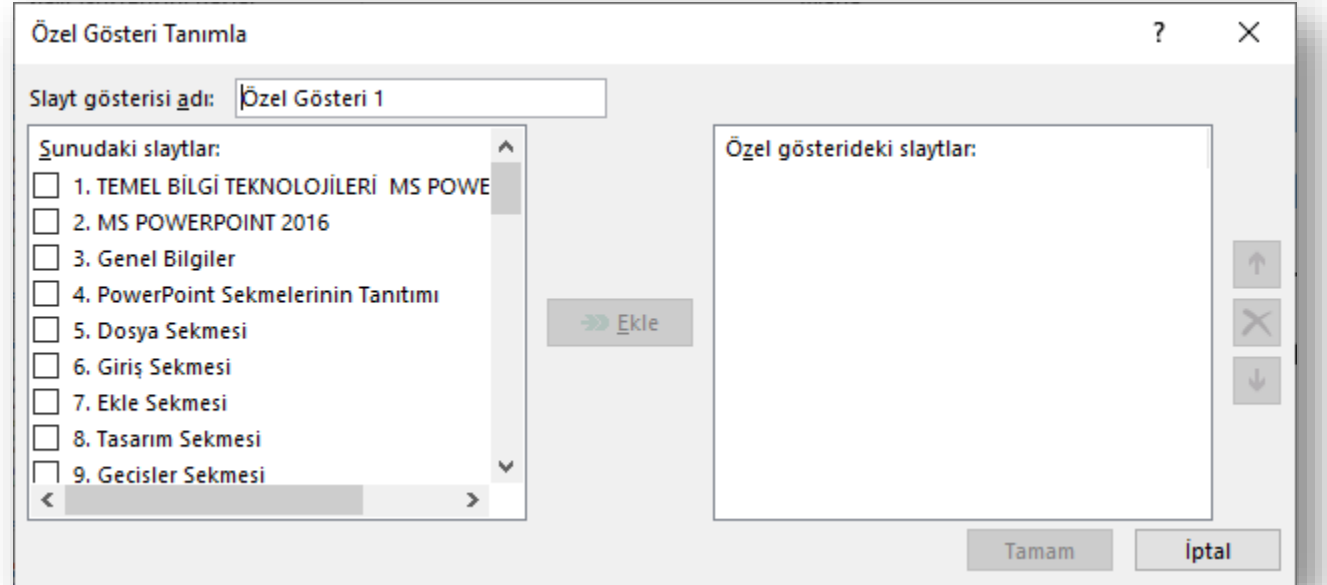 Özel Gösteri Tanımla
?
Slayt gösterisi adı: Özel Gösteri 1
Sunudaki slaytlar:
1. TEMEL BİLGİ TEKNOLOJİLERİ MS POWE
2. MS POWERPOINT 2016
3. Genel Bilgiler
4. PowerPoint Sekmelerinin Tanıtımı
5. Dosya Sekmesi
6. Giriş Sekmesi
7. Ekle Sekmesi
8. Tasarım Sekmesi
9. Geçişler Sekmesi
Ekle
Özel gösterideki slaytlar:
Tamam
İptal